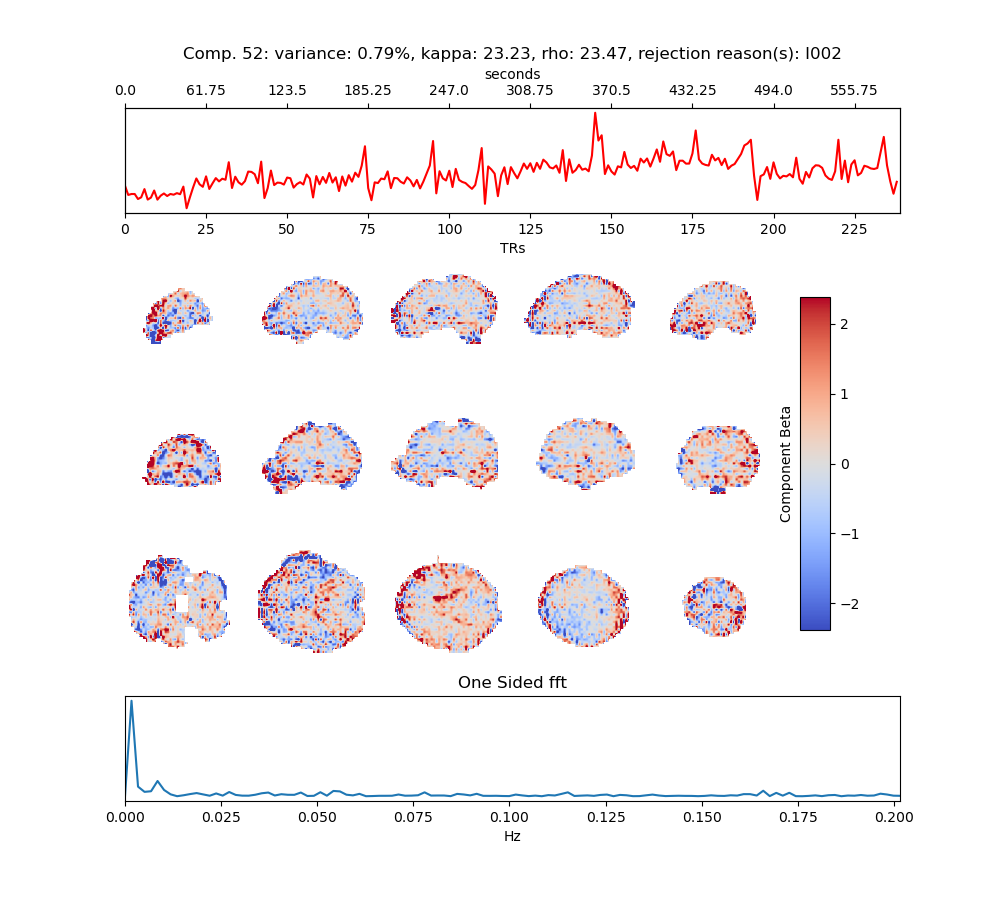 Comp. 52: variance: 0.79%, kappa: 23.23, rho: 23.47, rejection reason(s): I002
seconds
0.0 61.75 123.5 185.25 247.0 308.75 370.5 432.25 494.0 555.75
0 25 50 75 100 125 150 175 200 225
TRs
2
1
0
−1
−2
Component Beta
One Sided fft
0.000 0.025 0.050 0.075 0.100 0.125 0.150 0.175 0.200
Hz